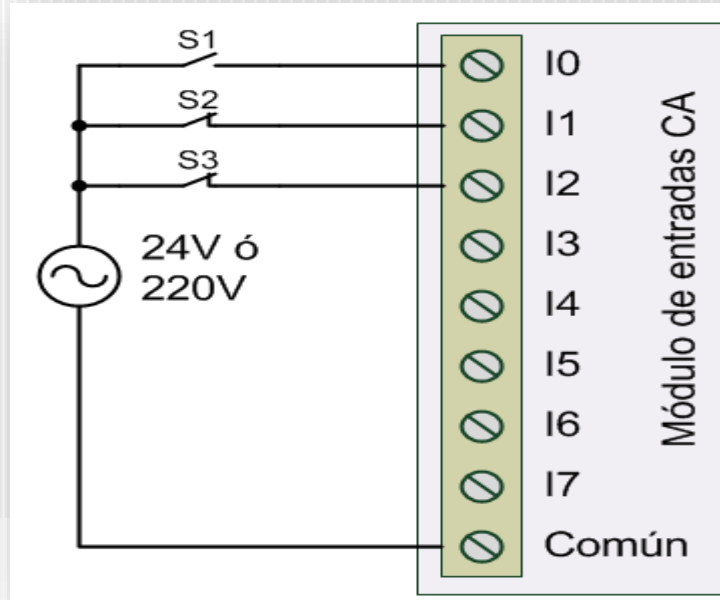 S1
S2
S3
24V ó
220V
I0
I1
I2
I3
I4
I5
I6
I7
Común
Módulo de entradas CA